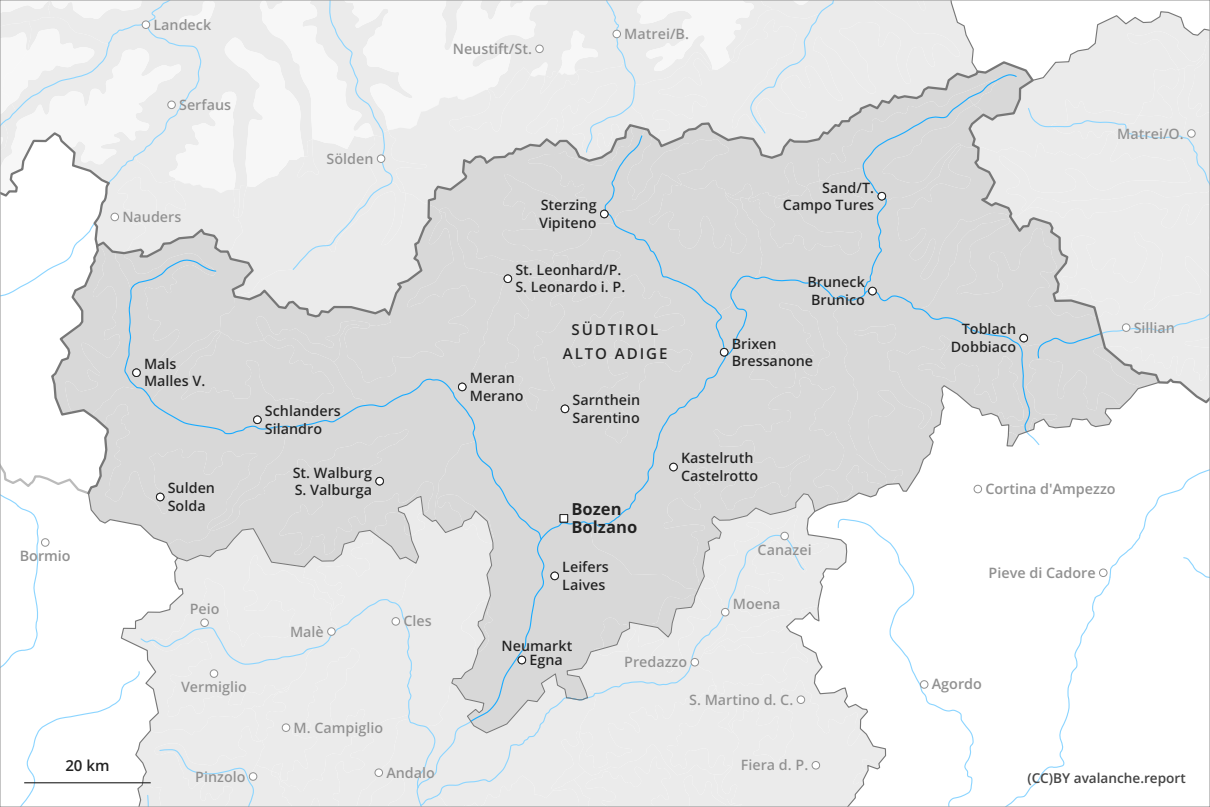 Landeck
Neustift/St.
Matrei/B.
Serfaus
Matrei/O.
Sölden
Sand/T.
Campo Tures
Nauders
Sterzing
Vipiteno
St. Leonhard/P.
S. Leonardo i. P.
Bruneck
Brunico
SÜDTIROL
ALTO ADIGE
Toblach
Dobbiaco
Sillian
Brixen
Bressanone
Mals
Malles V.
Meran
Merano
Sarnthein
Sarentino
Schlanders
Silandro
Kastelruth
Castelrotto
St. Walburg
S. Valburga
Sulden
Solda
Cortina d'Ampezzo
Bozen
Bolzano
Bormio
Canazei
Leifers
Laives
Pieve di Cadore
Peio
Moena
Malè
Cles
Neumarkt
Egna
Predazzo
Vermiglio
Agordo
S. Martino d. C.
M. Campiglio
20 km
Fiera d. P.
Pinzolo
Andalo
(CC)BY avalanche.report